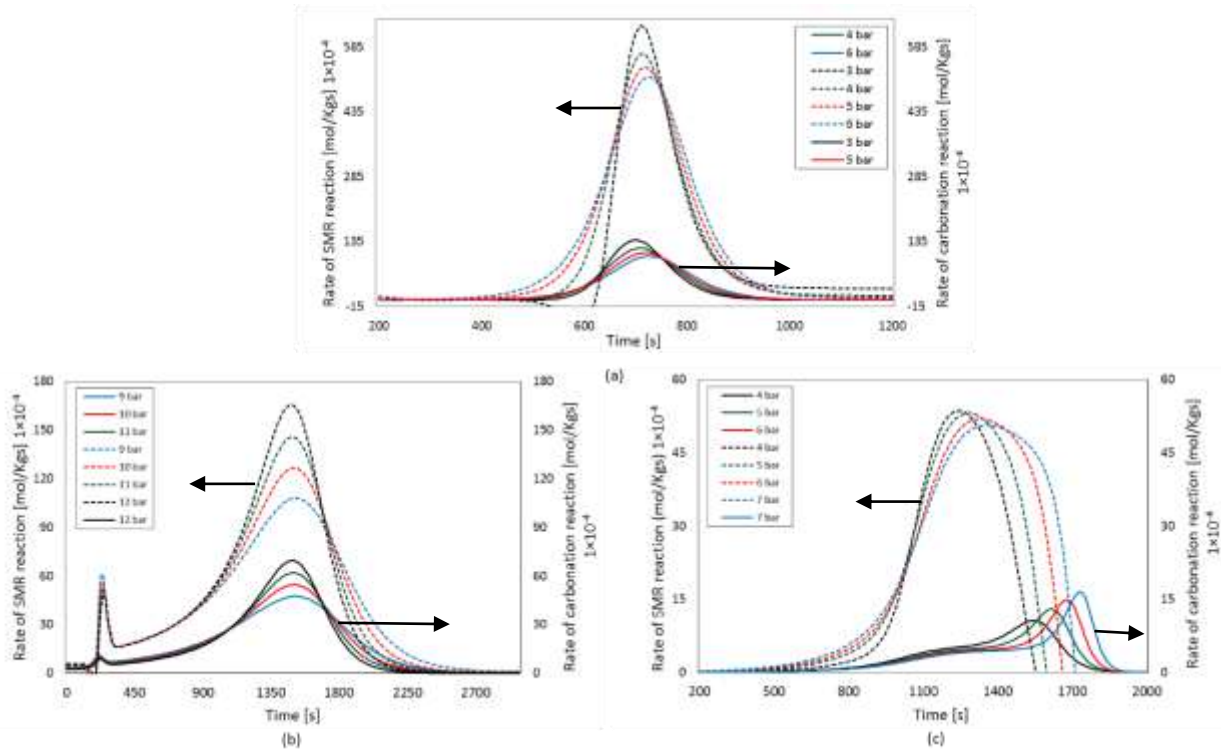 Rate of SMR reaction [mol/Kgs] 1×10⁻⁴
585
435
285
135
-15
4 bar
6 bar
3 bar
4 bar
5 bar
6 bar
3 bar
5 bar
585
435
285
135
-15
Rate of carbonation reaction [mol/Kgs]
1×10⁻⁴
200 400 600 800 1000 1200
Time [s]
(a)
Rate of SMR reaction [mol/Kgs] 1×10⁻⁴
180
150
120
90
60
30
0
9 bar
10 bar
11 bar
9 bar
10 bar
11 bar
12 bar
12 bar
180
150
120
90
60
30
0
Rate of carbonation reaction [mol/Kgs]
1×10⁻⁴
0 450 900 1350 1800 2250 2700
Time [s]
(b)
Rate of SMR reaction (mol/Kgs) 1×10⁻⁴
60
45
30
15
0
4 bar
5 bar
6 bar
4 bar
5 bar
6 bar
7 bar
7 bar
60
45
30
15
0
Rate of carbonation reaction [mol/Kgs]
1×10⁻⁴
200 500 800 1100 1400 1700 2000
Time [s]
(c)